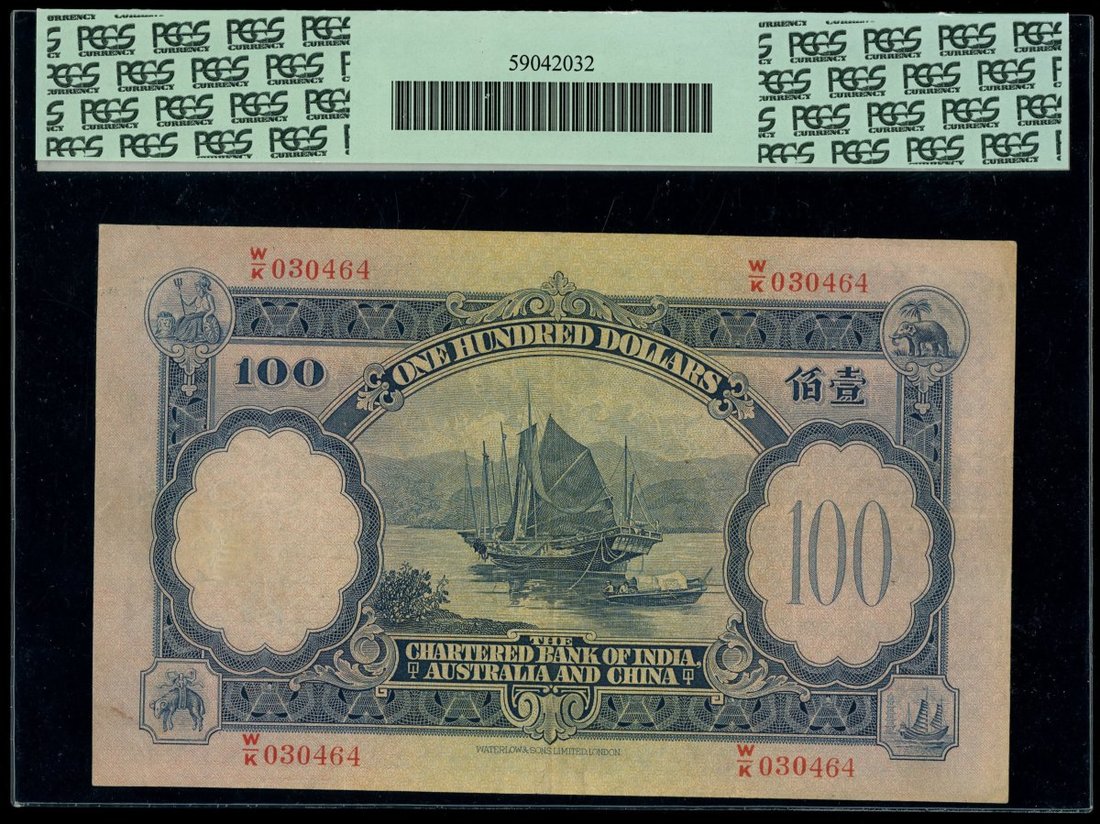 PCGS CURRENCY
59042032
W/K 030464
W/K 030464
ONE HUNDRED DOLLARS
100
佰壹
100
THE
CHARTERED BANK OF INDIA,
AUSTRALIA AND CHINA
W/K 030464
W/K 030464
WATERLOW & SONS LIMITED, LONDON